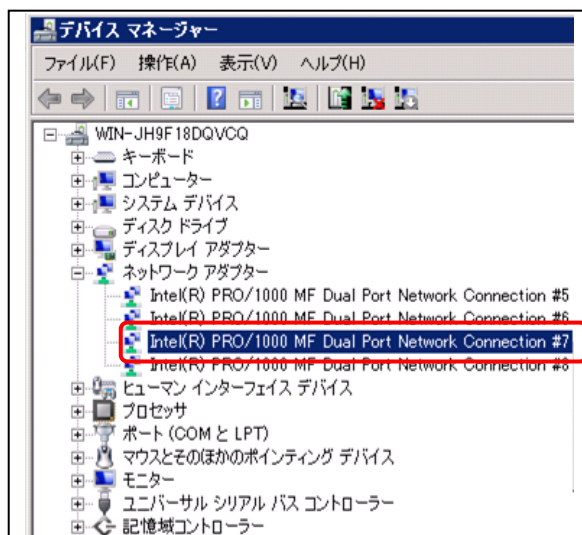 デバイス マネージャー
ファイル(F) 操作(A) 表示(V) ヘルプ(H)
WIN-JH9F18DQVCQ
キーボード
コンピューター
システム デバイス
ディスク ドライブ
ディスプレイ アダプター
ネットワーク アダプター
Intel(R) PRO/1000 MF Dual Port Network Connection #5
Intel(R) PRO/1000 MF Dual Port Network Connection #6
Intel(R) PRO/1000 MF Dual Port Network Connection #7
Intel(R) PRO/1000 MF Dual Port Network Connection #8
ヒューマン インターフェイス デバイス
プロセッサ
ポート (COM と LPT)
マウスとそのほかのポインティング デバイス
モニター
ユニバーサル シリアル バス コントローラー
記憶域コントローラー